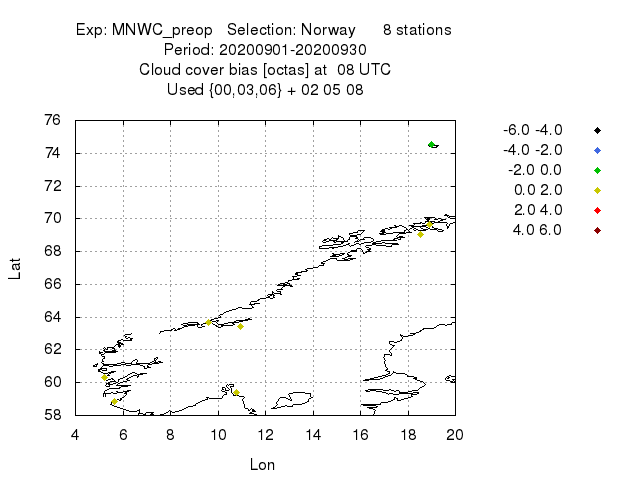 Exp: MNWC_preop   Selection: Norway      8 stations
Period: 20200901-20200930
Cloud cover bias [octas] at  08 UTC
Used {00,03,06} + 02 05 08
76
74
72
70
68
66
64
62
60
58
Lat
4 6 8 10 12 14 16 18 20
Lon
-6.0 -4.0
-4.0 -2.0
-2.0 0.0
0.0 2.0
2.0 4.0
4.0 6.0